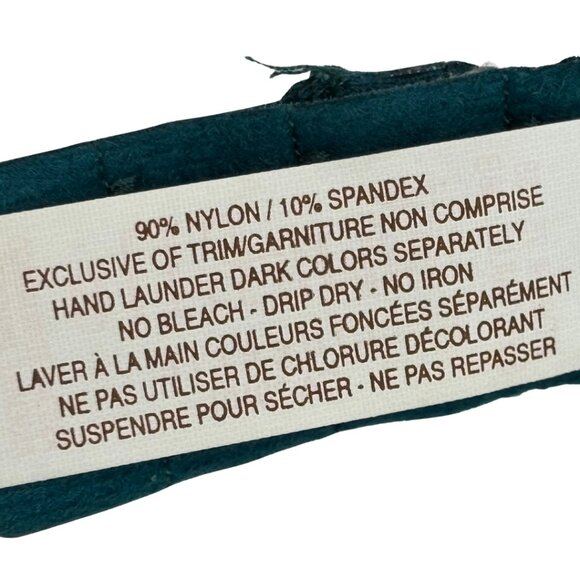 90% NYLON / 10% SPANDEX
EXCLUSIVE OF TRIM/GARNITURE NON COMPRISE
HAND LAUNDER DARK COLORS SEPARATELY
NO BLEACH - DRIP DRY - NO IRON
LAVER À LA MAIN COULEURS FONCÉES SÉPARÉMENT
NE PAS UTILISER DE CHLORURE DÉCOLORANT
SUSPENDRE POUR SÉCHER - NE PAS REPASSER